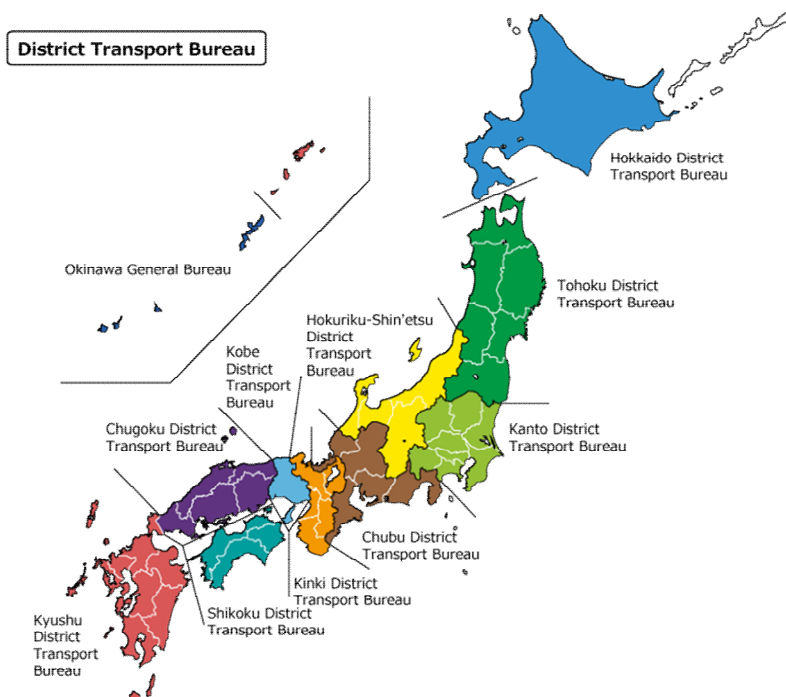 District Transport Bureau
Hokkaido District
Transport Bureau
Okinawa General Bureau
Tohoku District
Transport Bureau
Hokuriku-Shin'etsu
District
Transport
Bureau
Kobe
District
Transport
Bureau
Chugoku District
Transport Bureau
Kanto District
Transport Bureau
Chubu District
Transport Bureau
Kinki District
Transport Bureau
Shikoku District
Transport Bureau
Kyushu
District
Transport
Bureau